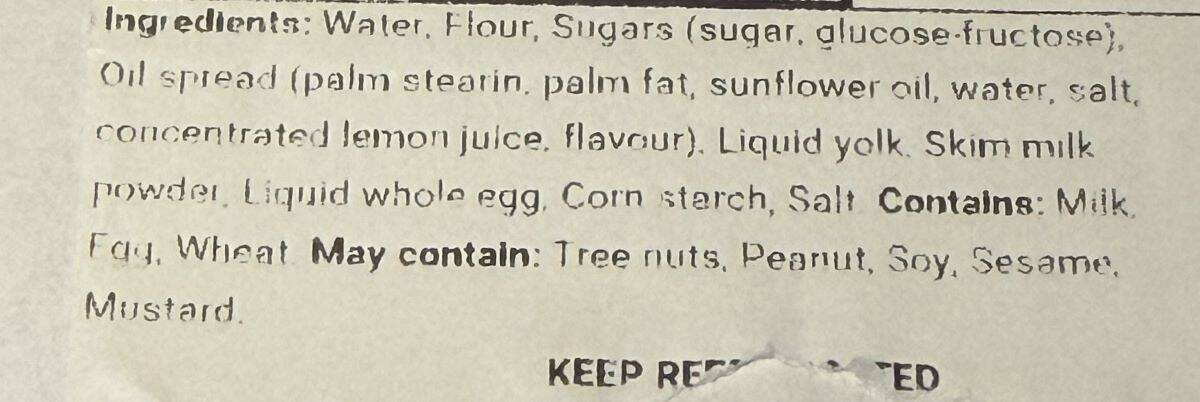 Ingredients: Water, Flour, Sugars (sugar, glucose-fructose),
Oil spread (palm stearin, palm fat, sunflower oil, water, salt,
concentrated lemon juice, flavour), Liquid yolk, Skim milk
powder, Liquid whole egg, Corn starch, Salt Contains: Milk,
Egg, Wheat May contain: Tree nuts, Peanut, Soy, Sesame,
Mustard.
KEEP